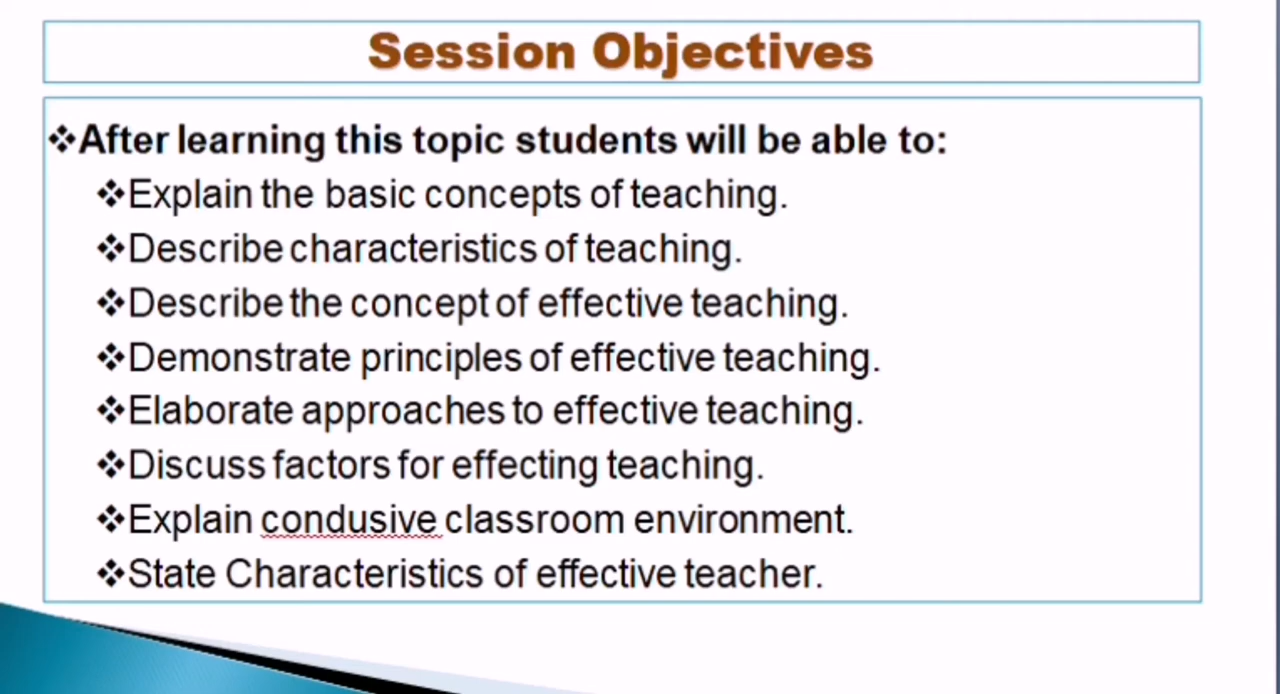 Session Objectives
❖After learning this topic students will be able to:
❖Explain the basic concepts of teaching.
❖Describe characteristics of teaching.
❖Describe the concept of effective teaching.
❖Demonstrate principles of effective teaching.
❖Elaborate approaches to effective teaching.
❖Discuss factors for effecting teaching.
❖Explain condusive classroom environment.
❖State Characteristics of effective teacher.